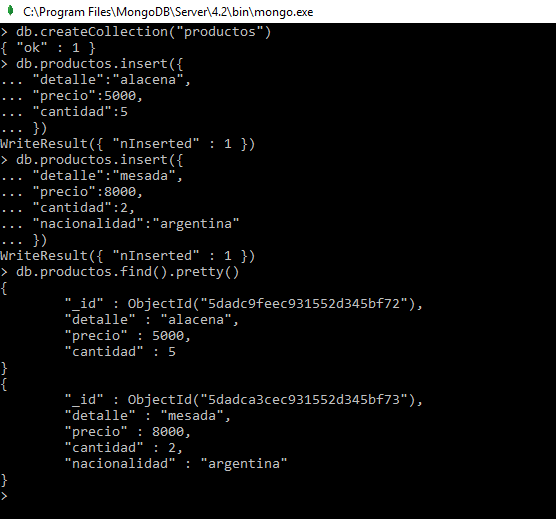 C:\Program Files\MongoDB\Server\4.2\bin\mongo.exe
> db.createCollection("productos")
{ "ok" : 1 }
> db.productos.insert({
... "detalle":"alacena",
... "precio":5000,
... "cantidad":5
... })
WriteResult({ "nInserted" : 1 })
> db.productos.insert({
... "detalle":"mesada",
... "precio":8000,
... "cantidad":2,
... "nacionalidad":"argentina"
... })
WriteResult({ "nInserted" : 1 })
> db.productos.find().pretty()
{
        "_id" : ObjectId("5dadc9feec931552d345bf72"),
        "detalle" : "alacena",
        "precio" : 5000,
        "cantidad" : 5
}
{
        "_id" : ObjectId("5dadca3cec931552d345bf73"),
        "detalle" : "mesada",
        "precio" : 8000,
        "cantidad" : 2,
        "nacionalidad" : "argentina"
}
>